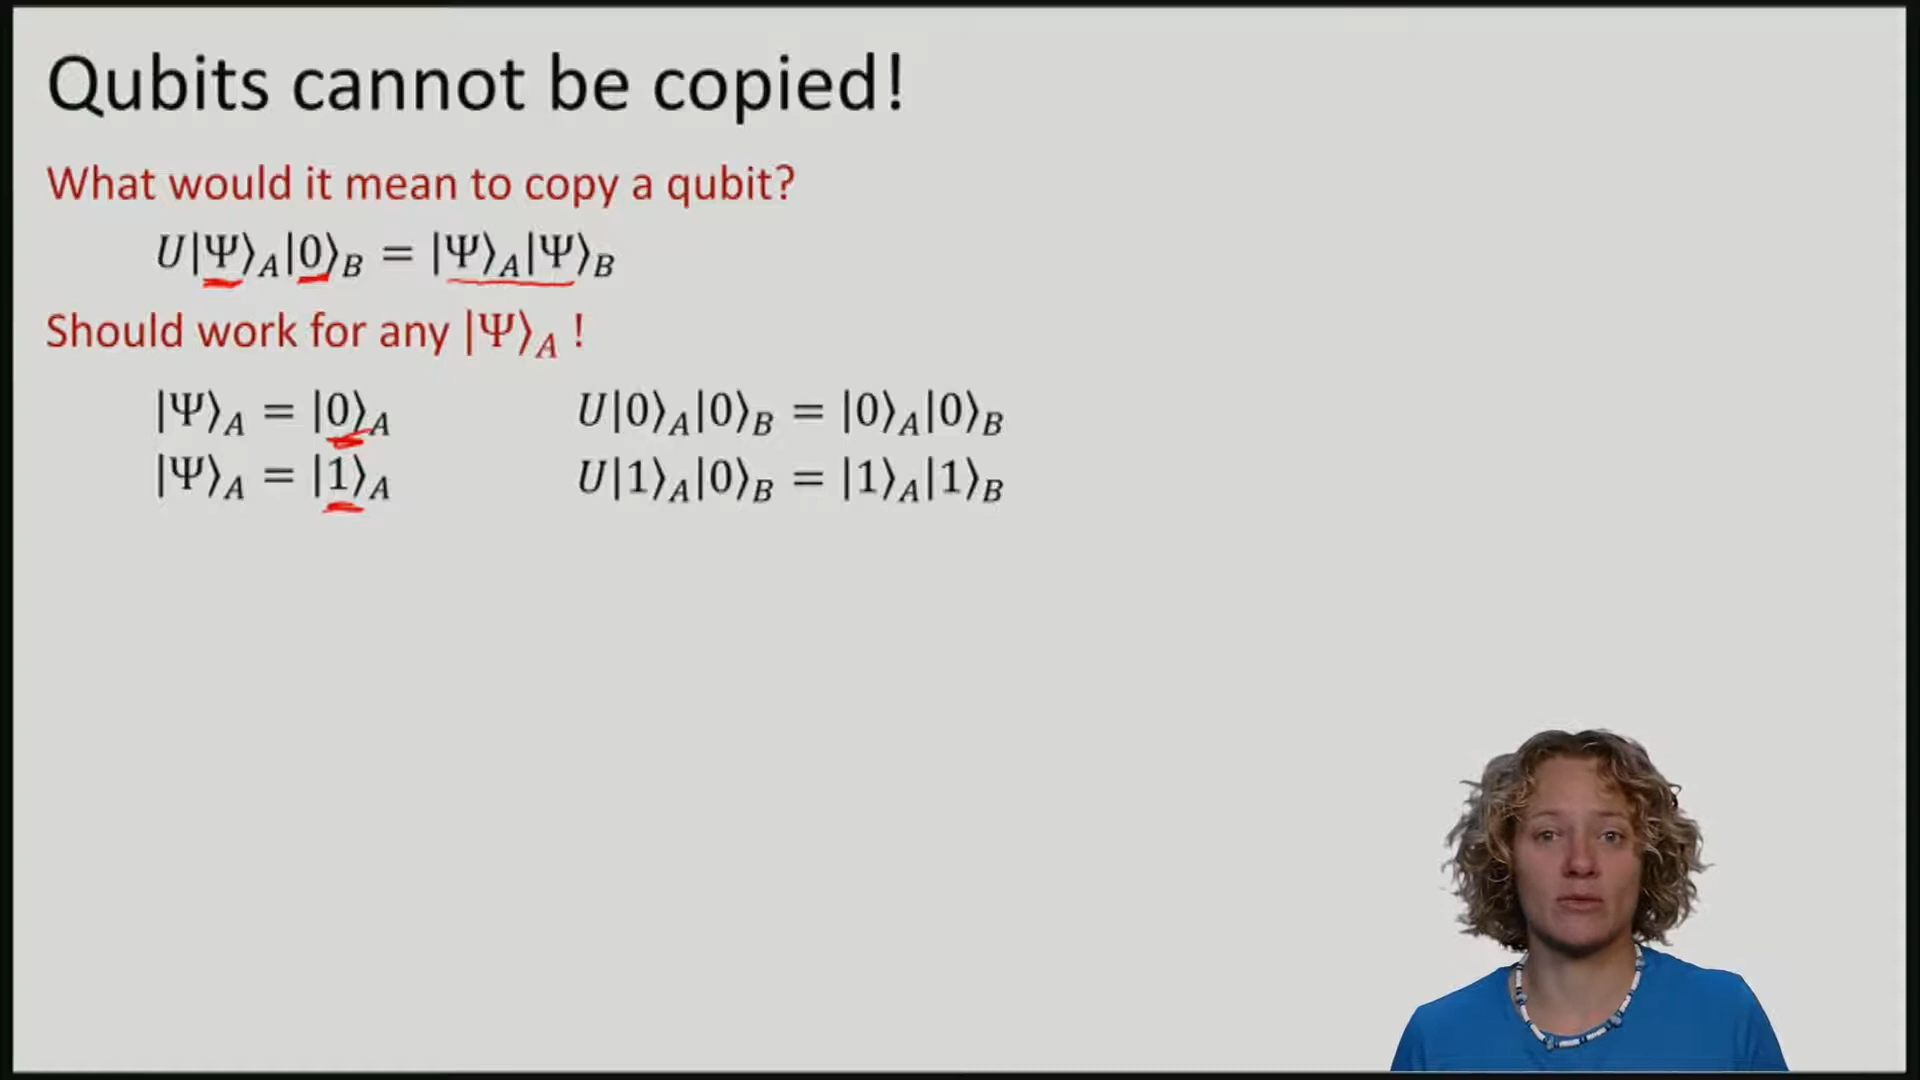 Qubits cannot be copied!
What would it mean to copy a qubit?
U|Ψ⟩_A|0⟩_B = |Ψ⟩_A|Ψ⟩_B
Should work for any |Ψ⟩_A !
|Ψ⟩_A = |0⟩_A U|0⟩_A|0⟩_B = |0⟩_A|0⟩_B
|Ψ⟩_A = |1⟩_A U|1⟩_A|0⟩_B = |1⟩_A|1⟩_B